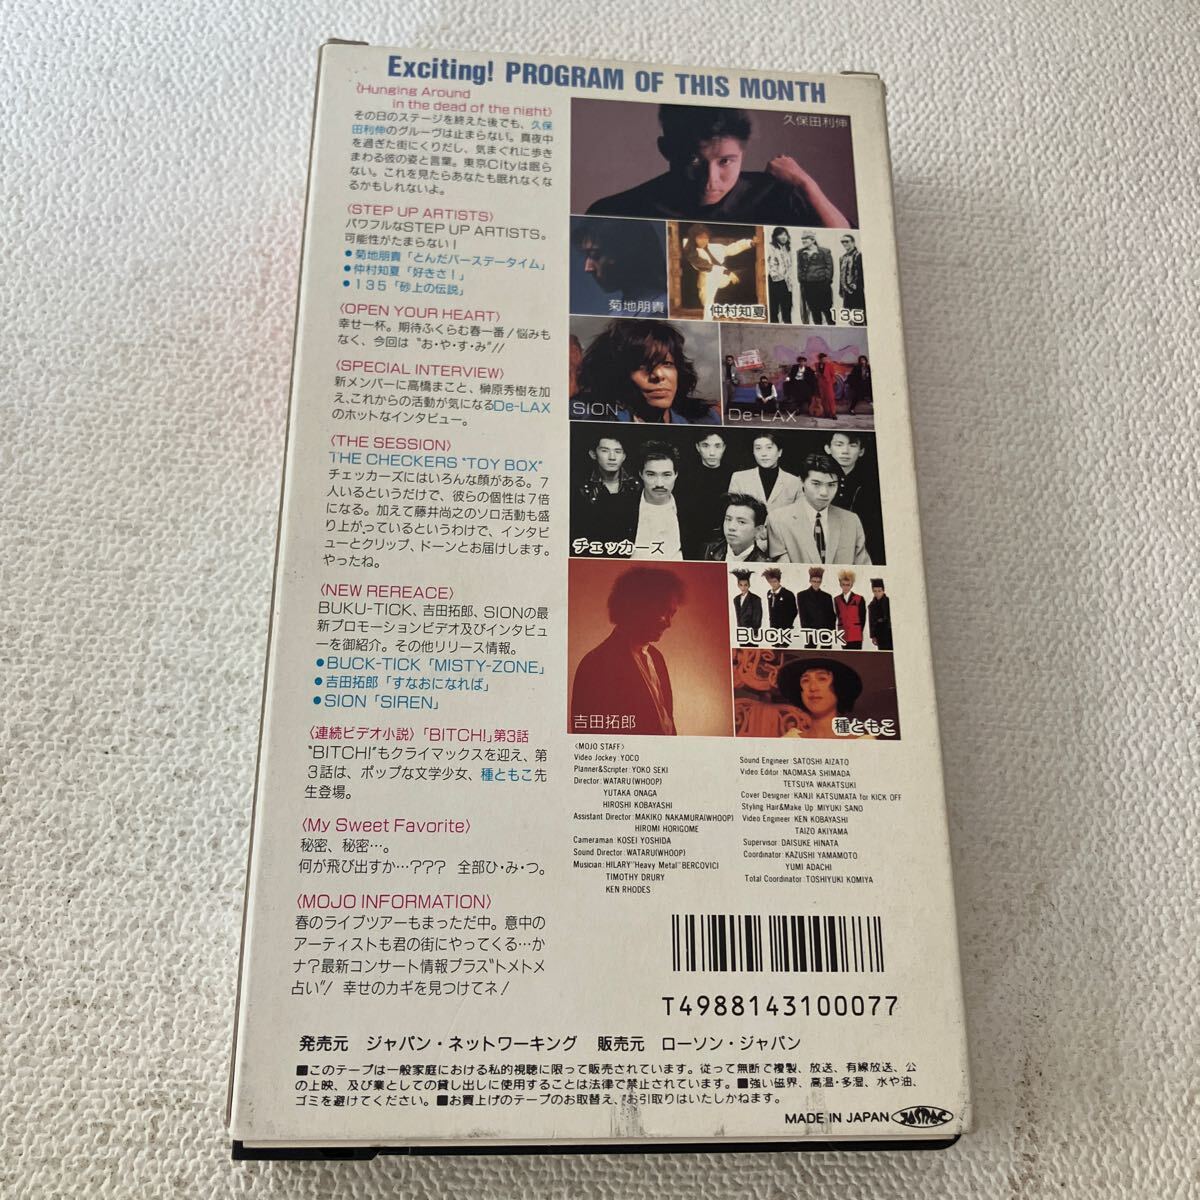 Exciting! PROGRAM OF THIS MONTH
〈Hunging Around
in the dead of the night〉
その日のステージを終えた後でも、久保
田利伸のグルーヴは止まらない。真夜中
を過ぎた街にくりだし、気まぐれに歩き
まわる彼の姿と言葉。東京Cityは眠ら
ない。これを見たらあなたも眠れなくな
るかもしれないよ。
〈STEP UP ARTISTS〉
パワフルなSTEP UP ARTISTS。
可能性がたまらない！
●菊地朋貴「とんだバースデータイム」
●仲村知夏「好きさ！」
●135「砂上の伝説」
〈OPEN YOUR HEART〉
幸せ一杯。期待ふくらむ春一番！悩みも
なく、今回は“お・や・す・み”!!
〈SPECIAL INTERVIEW〉
新メンバーに高橋まこと、榊原秀樹を加
え、これからの活動が気になるDe-LAX
のホットなインタビュー。
〈THE SESSION〉
THE CHECKERS “TOY BOX”
チェッカーズにはいろんな顔がある。7
人いるというだけで、彼らの個性は7倍
になる。加えて藤井尚之のソロ活動も盛
り上がっているというわけで、インタビ
ューとクリップ、ドーンとお届けします。
やったね。
〈NEW REREACE〉
BUKU-TICK、吉田拓郎、SIONの最
新プロモーションビデオ及びインタビュ
ーを御紹介。その他リリース情報。
●BUCK-TICK「MISTY-ZONE」
●吉田拓郎「すなおになれば」
●SION「SIREN」
〈連続ビデオ小説〉「BITCH!」第3話
“BITCH!”もクライマックスを迎え、第
3話は、ポップな文学少女、種ともこ先
生登場。
〈My Sweet Favorite〉
秘密、秘密…。
何が飛び出すか…??? 全部ひ・み・つ。
〈MOJO INFORMATION〉
春のライブツアーもまっただ中。意中の
アーティストも君の街にやってくる…か
ナ？最新コンサート情報プラス“トメトメ
占い”！ 幸せのカギを見つけてネ！
久保田利伸
菊地朋貴
仲村知夏
135
SION
De-LAX
チェッカーズ
BUCK-TICK
吉田拓郎
種ともこ
〈MOJO STAFF〉
Video Jockey: YOCO
Planner&Scripter: YOKO SEKI
Director: WATARU(WHOOP)
YUTAKA ONAGA
HIROSHI KOBAYASHI
Assistant Director: MAKIKO NAKAMURA(WHOOP)
HIROMI HORIGOME
Cameraman: KOSEI YOSHIDA
Sound Director: WATARU(WHOOP)
Musician: HILARY"Heavy Metal"BERCOVICI
TIMOTHY DRURY
KEN RHODES
Sound Engineer: SATOSHI AIZATO
Video Editor: NAOMASA SHIMADA
TETSUYA WAKATSUKI
Cover Designer: KANJI KATSUMATA for KICK OFF
Styling Hair&Make Up: MIYUKI SANO
Video Engineer: KEN KOBAYASHI
TAIZO AKIYAMA
Supervisor: DAISUKE HINATA
Coordinator: KAZUSHI YAMAMOTO
YUMI ADACHI
Total Coordinator: TOSHIYUKI KOMIYA
T4988143100077
発売元 ジャパン・ネットワーキング 販売元 ローソン・ジャパン
■このテープは一般家庭における私的視聴に限って販売されています。従って無断で複製、放送、有線放送、公
の上映、及び業としての貸し出しに使用することは法律で禁止されています。■強い磁界、高温・多湿、水や油、
ゴミを避けてください。■お買上げのテープのお取替え、お引取りはいたしかねます。
MADE IN JAPAN JASRAC